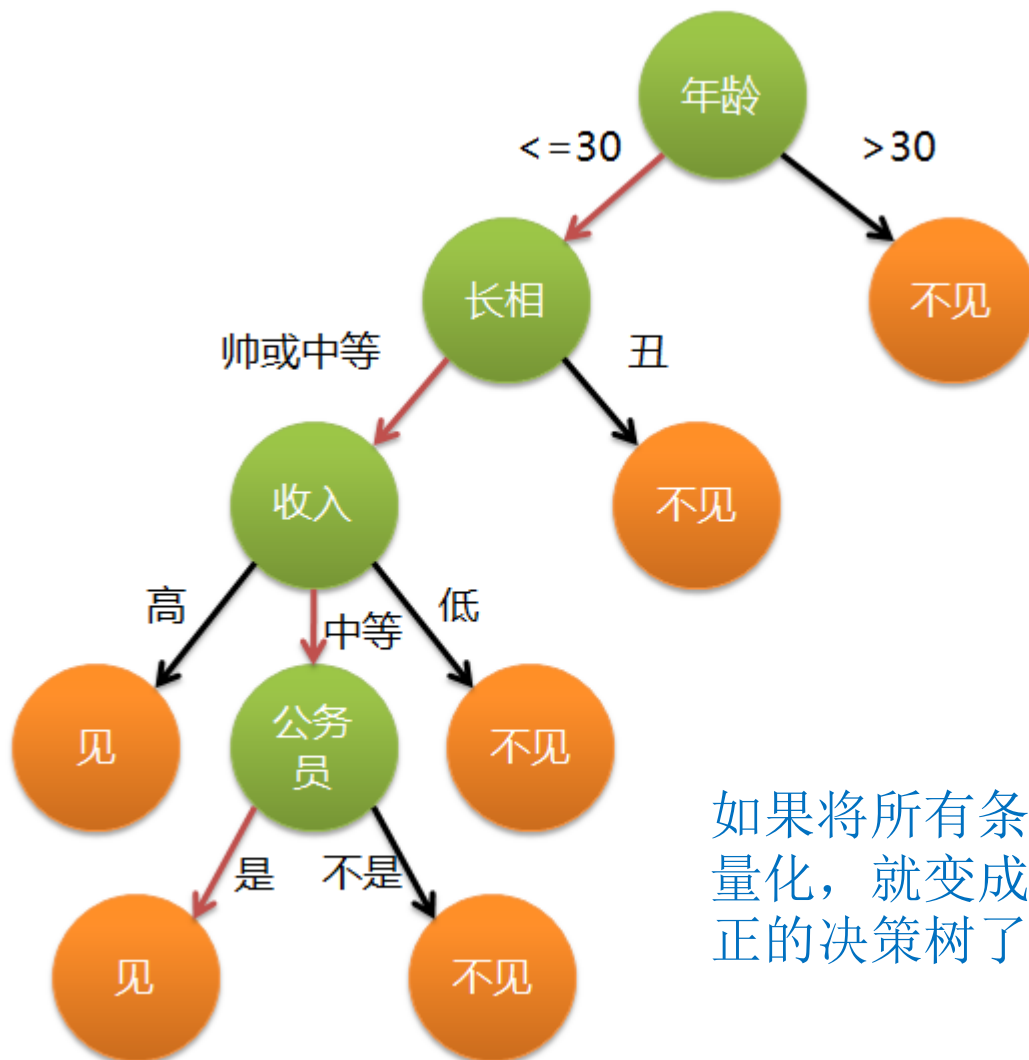 年龄
<=30
>30
长相
不见
帅或中等
丑
收入
不见
高
中等
低
见
公务
员
不见
如果将所有条
量化，就变成
正的决策树了
是
不是
见
不见